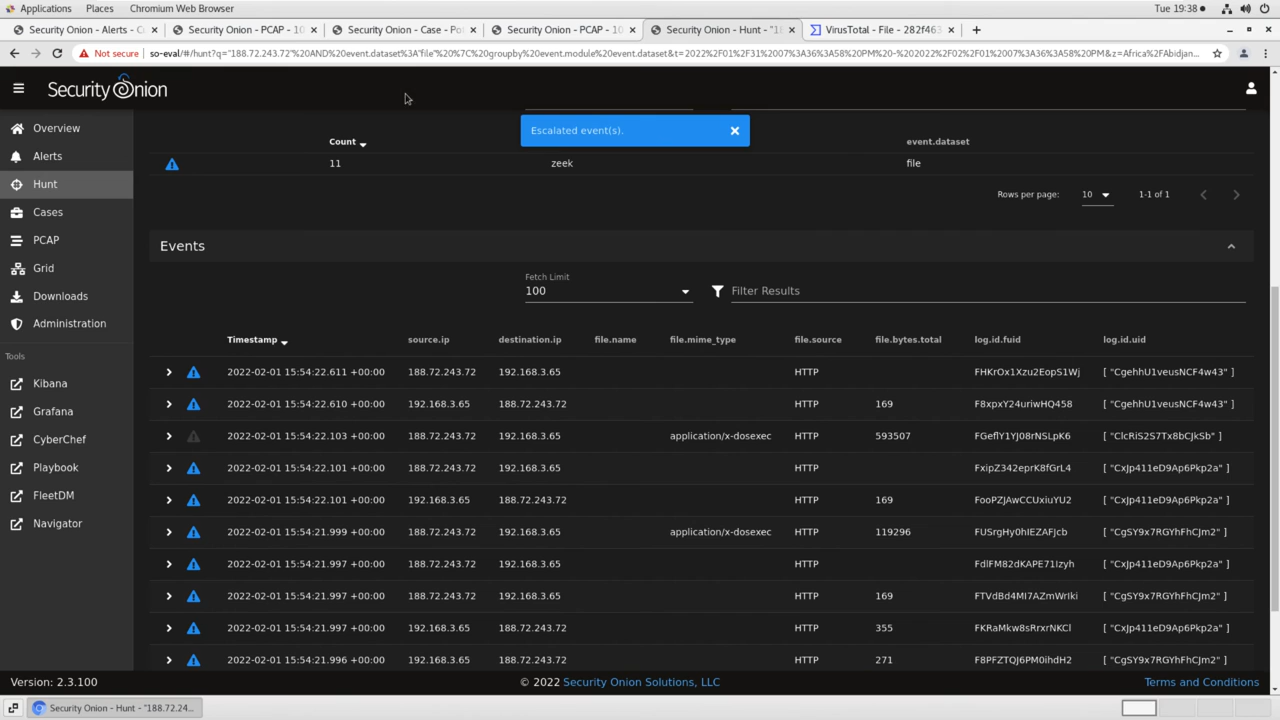 Applications Places Chromium Web Browser Tue 19:38
Security Onion - Alerts - C
Security Onion - PCAP - 10
Security Onion - Case - Po
Security Onion - PCAP - 10
Security Onion - Hunt - "1
VirusTotal - File - 282f463
Not secure so-eval/#/hunt?q="188.72.243.72"%20AND%20event.dataset%3A"file"%20%7C%20groupby%20event.module%20event.dataset&t=2022%2F01%2F31%2007%3A36%3A58%20PM%20-%202022%2F02%2F01%2007%3A36%3A58%20PM&z=Africa%2FAbidjan...
Security Onion
Overview
Alerts
Hunt
Cases
PCAP
Grid
Downloads
Administration
Tools
Kibana
Grafana
CyberChef
Playbook
FleetDM
Navigator
Escalated event(s).
Count event.dataset
11 zeek file
Rows per page: 10 1-1 of 1
Events
Fetch Limit
100 Filter Results
Timestamp source.ip destination.ip file.name file.mime_type file.source file.bytes.total log.id.fuid log.id.uid
2022-02-01 15:54:22.611 +00:00 188.72.243.72 192.168.3.65 HTTP FHKrOx1Xzu2EopS1Wj [ "CgehhU1veusNCF4w43" ]
2022-02-01 15:54:22.610 +00:00 192.168.3.65 188.72.243.72 HTTP 169 F8xpxY24uriwHQ458 [ "CgehhU1veusNCF4w43" ]
2022-02-01 15:54:22.103 +00:00 188.72.243.72 192.168.3.65 application/x-dosexec HTTP 593507 FGeflY1YJ08rNSLpK6 [ "ClcRiS2S7Tx8bCJkSb" ]
2022-02-01 15:54:22.101 +00:00 188.72.243.72 192.168.3.65 HTTP FxipZ342eprK8fGrL4 [ "CxJp411eD9Ap6Pkp2a" ]
2022-02-01 15:54:22.101 +00:00 192.168.3.65 188.72.243.72 HTTP 169 FooPZJAwCCUxiuYU2 [ "CxJp411eD9Ap6Pkp2a" ]
2022-02-01 15:54:21.999 +00:00 188.72.243.72 192.168.3.65 application/x-dosexec HTTP 119296 FUSrgHy0hIEZAFJcb [ "CgSY9x7RGYhFhCJm2" ]
2022-02-01 15:54:21.997 +00:00 188.72.243.72 192.168.3.65 HTTP FdlFM82dKAPE71Izyh [ "CxJp411eD9Ap6Pkp2a" ]
2022-02-01 15:54:21.997 +00:00 188.72.243.72 192.168.3.65 HTTP 169 FTVdBd4MI7AZmWrIki [ "CgSY9x7RGYhFhCJm2" ]
2022-02-01 15:54:21.997 +00:00 192.168.3.65 188.72.243.72 HTTP 355 FKRaMkw8sRrxrNKCl [ "CxJp411eD9Ap6Pkp2a" ]
2022-02-01 15:54:21.996 +00:00 192.168.3.65 188.72.243.72 HTTP 271 F8PFZTQJ6PM0ihdH2 [ "CgSY9x7RGYhFhCJm2" ]
Version: 2.3.100 © 2022 Security Onion Solutions, LLC Terms and Conditions
Security Onion - Hunt - "188.72.24...